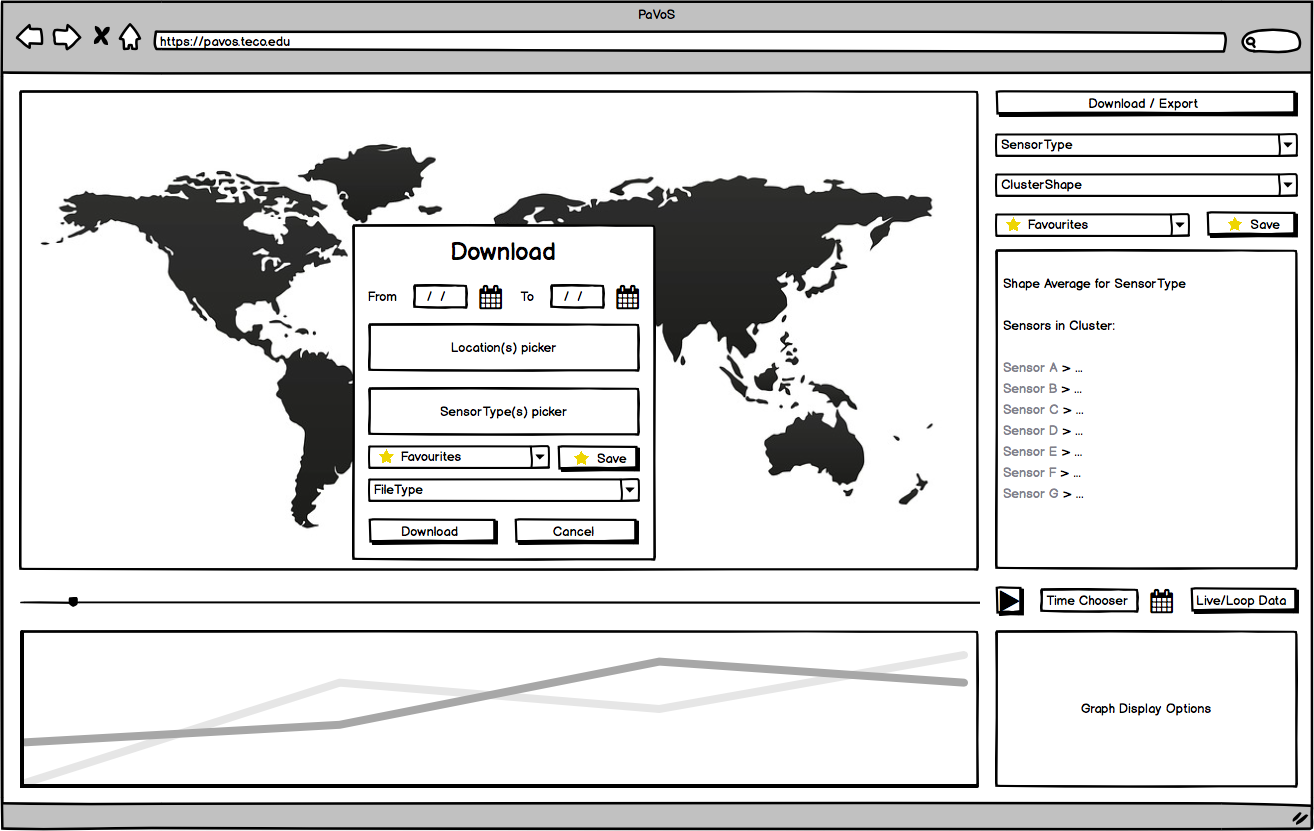 PaVoS
https://pavos.teco.edu
Download / Export
SensorType
ClusterShape
Favourites
Save
Shape Average for SensorType
Sensors in Cluster:
Sensor A > ...
Sensor B > ...
Sensor C > ...
Sensor D > ...
Sensor E > ...
Sensor F > ...
Sensor G > ...
Download
From / / To / /
Location(s) picker
SensorType(s) picker
Favourites
Save
FileType
Download
Cancel
Time Chooser
Live/Loop Data
Graph Display Options